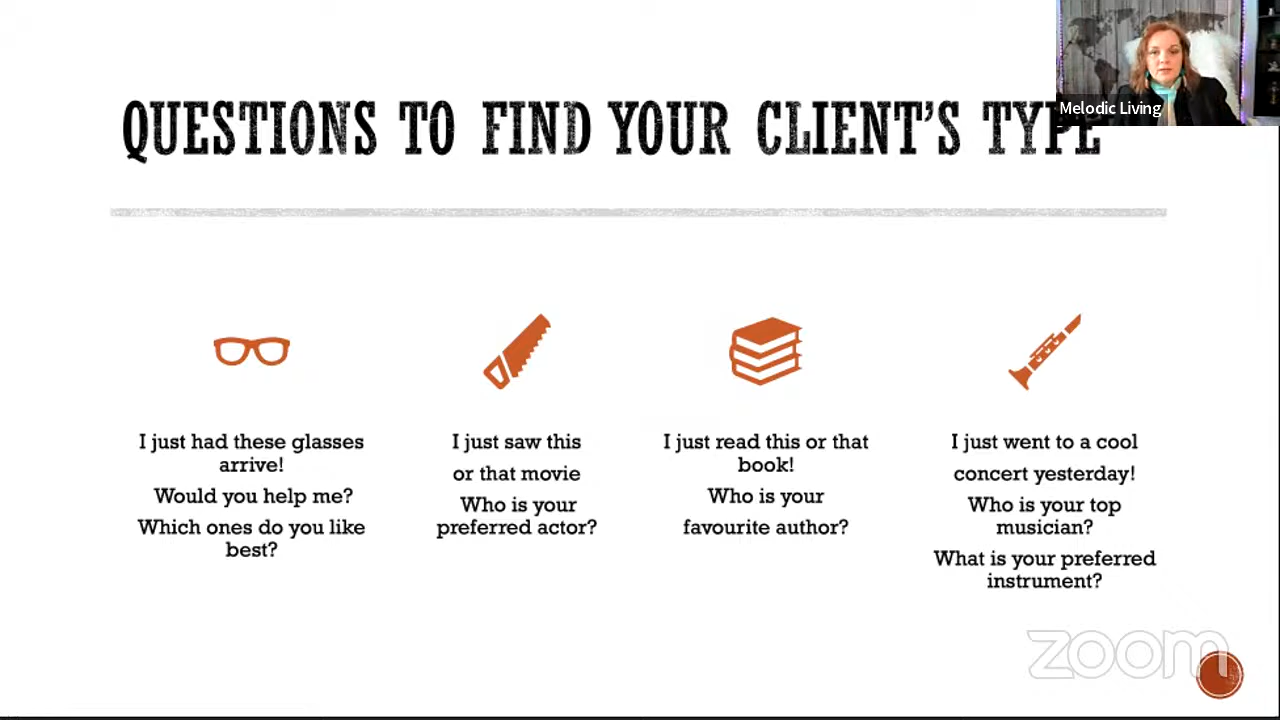 Melodic Living
QUESTIONS TO FIND YOUR CLIENT'S TYPE
I just had these glasses
arrive!
Would you help me?
Which ones do you like
best?
I just saw this
or that movie
Who is your
preferred actor?
I just read this or that
book!
Who is your
favourite author?
I just went to a cool
concert yesterday!
Who is your top
musician?
What is your preferred
instrument?
zoom